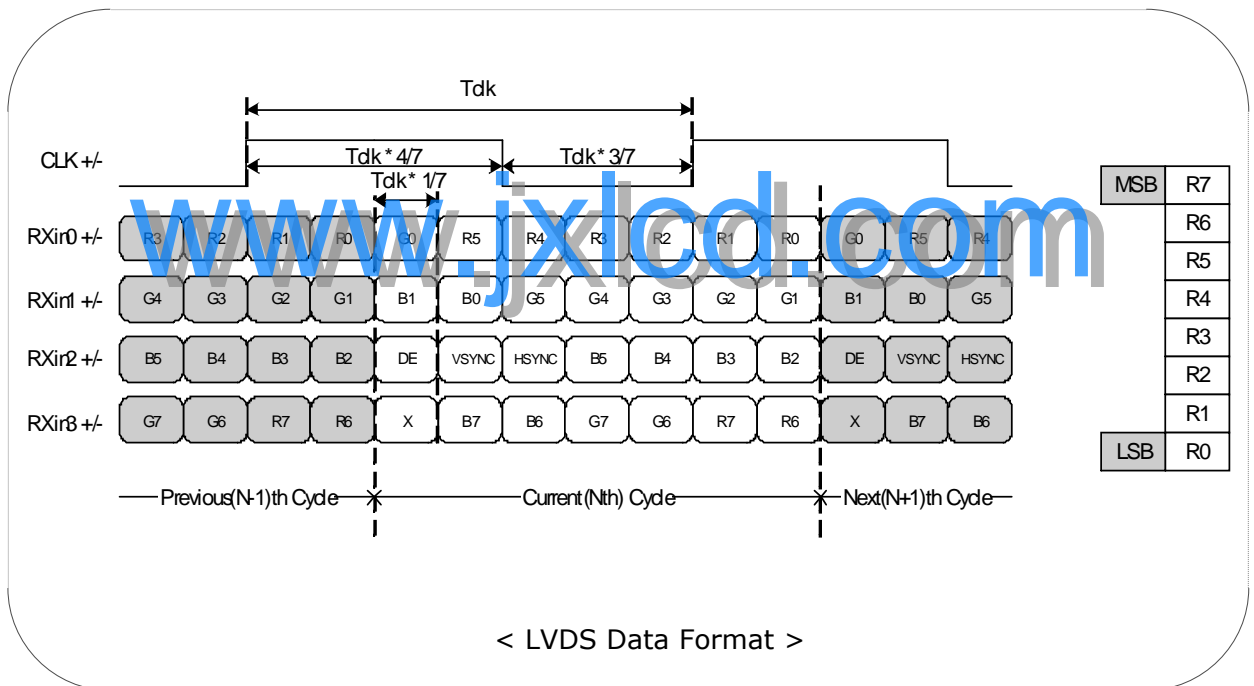 Tclk
CLK +/-
Tclk * 4/7 Tclk * 3/7
Tclk * 1/7
RXin0 +/- R3 R2 R1 R0 G0 R5 R4 R3 R2 R1 R0 G0 R5 R4
RXin1 +/- G4 G3 G2 G1 B1 B0 G5 G4 G3 G2 G1 B1 B0 G5
RXin2 +/- B5 B4 B3 B2 DE VSYNC HSYNC B5 B4 B3 B2 DE VSYNC HSYNC
RXin3 +/- G7 G6 R7 R6 X B7 B6 G7 G6 R7 R6 X B7 B6
Previous(N-1)th Cycle Current(Nth) Cycle Next(N+1)th Cycle
MSB R7
R6
R5
R4
R3
R2
R1
LSB R0
www.jxlcd.com
< LVDS Data Format >